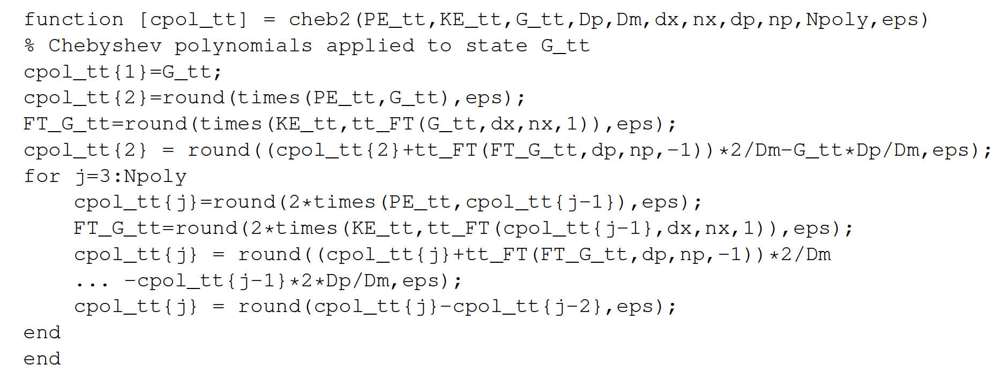 function [cpol_tt] = cheb2(PE_tt,KE_tt,G_tt,Dp,Dm,dx,nx,dp,np,Npoly,eps)
% Chebyshev polynomials applied to state G_tt
cpol_tt{1}=G_tt;
cpol_tt{2}=round(times(PE_tt,G_tt),eps);
FT_G_tt=round(times(KE_tt,tt_FT(G_tt,dx,nx,1)),eps);
cpol_tt{2} = round((cpol_tt{2}+tt_FT(FT_G_tt,dp,np,-1))*2/Dm-G_tt*Dp/Dm,eps);
for j=3:Npoly
    cpol_tt{j}=round(2*times(PE_tt,cpol_tt{j-1}),eps);
    FT_G_tt=round(2*times(KE_tt,tt_FT(cpol_tt{j-1},dx,nx,1)),eps);
    cpol_tt{j} = round((cpol_tt{j}+tt_FT(FT_G_tt,dp,np,-1))*2/Dm
    ... -cpol_tt{j-1}*2*Dp/Dm,eps);
    cpol_tt{j} = round(cpol_tt{j}-cpol_tt{j-2},eps);
end
end